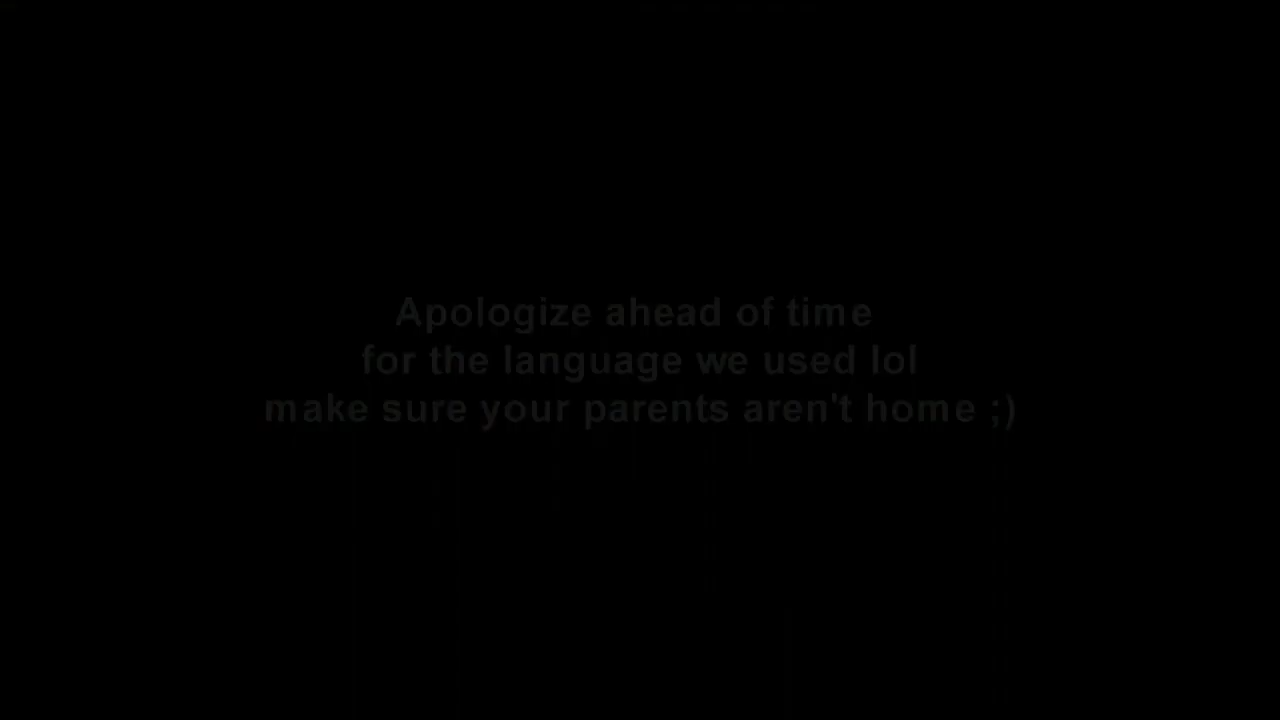 Apologize ahead of time
for the language we used lol
make sure your parents aren't home ;)